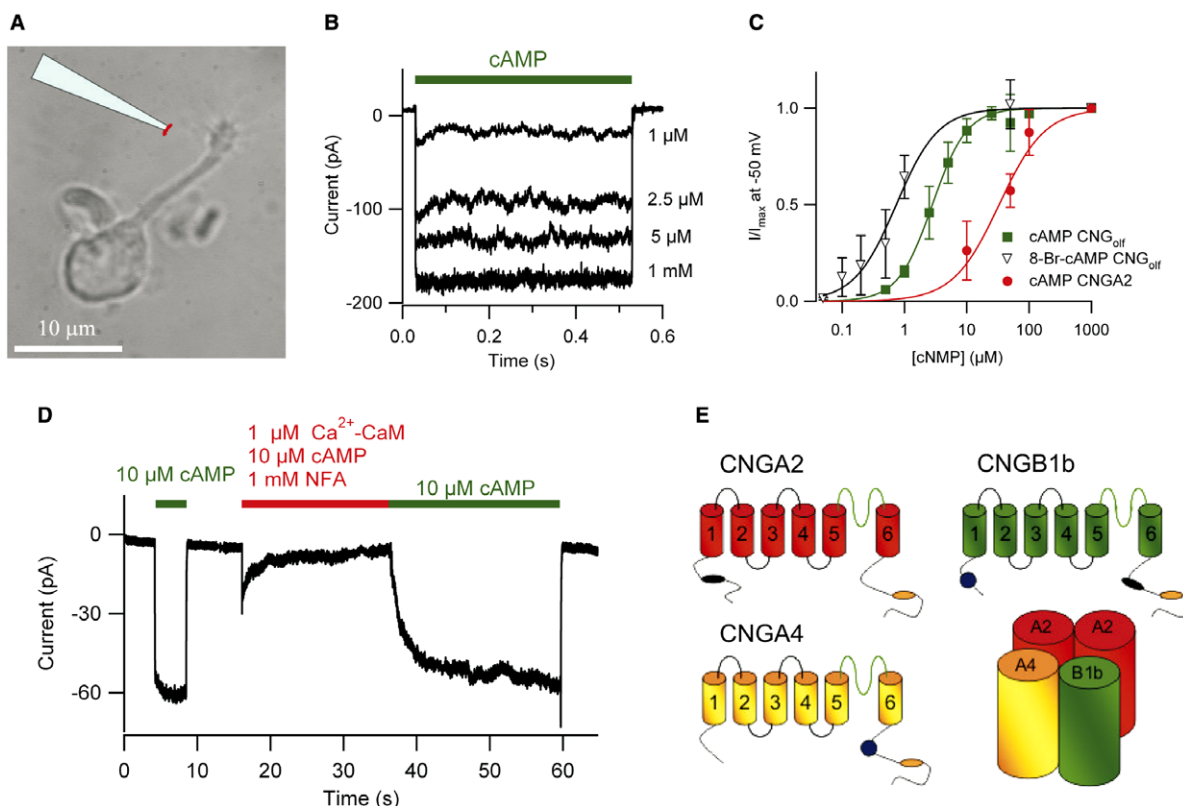 A
10 μm
B
cAMP
Current (pA)
0
-100
-200
1 μM
2.5 μM
5 μM
1 mM
0.0
0.2
0.4
0.6
Time (s)
C
I/Imax at -50 mV
1.0
0.5
0.0
cAMP CNGolf
8-Br-cAMP CNGolf
cAMP CNGA2
0.1
1
10
100
1000
[cNMP] (μM)
D
1 μM Ca2+-CaM
10 μM cAMP
1 mM NFA
10 μM cAMP
10 μM cAMP
Current (pA)
0
-30
-60
0
10
20
30
40
50
60
Time (s)
E
CNGA2
1 2 3 4 5 6
CNGB1b
1 2 3 4 5 6
CNGA4
1 2 3 4 5 6
A2 A2
A4 B1b